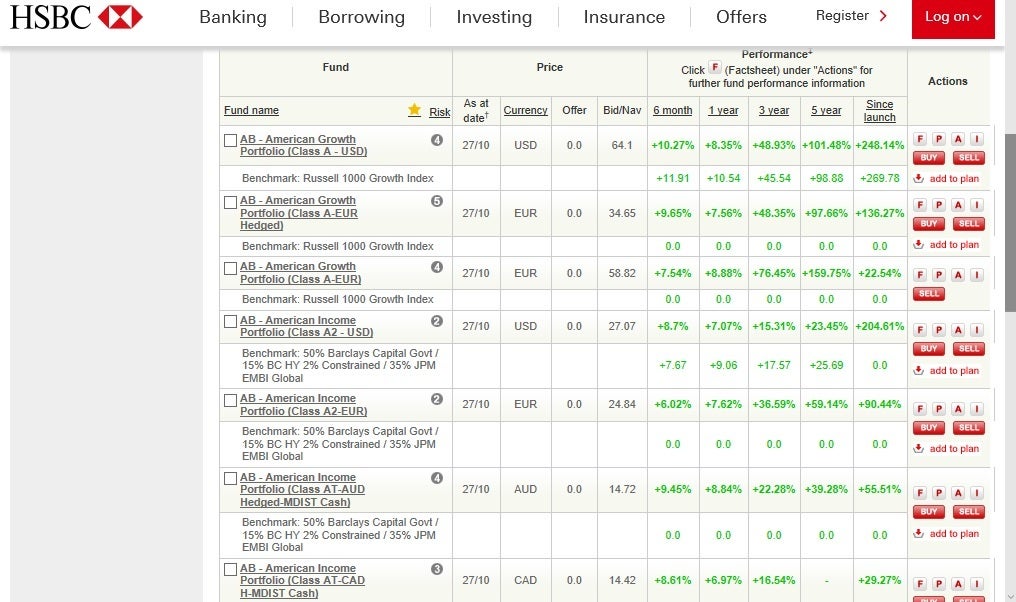 HSBC
Banking Borrowing Investing Insurance Offers Register Log on
Fund Price Performance+
Click F (Factsheet) under "Actions" for
further fund performance information
Actions
Fund name Risk As at
date† Currency Offer Bid/Nav 6 month 1 year 3 year 5 year Since
launch
AB - American Growth
Portfolio (Class A - USD) 4 27/10 USD 0.0 64.1 +10.27% +8.35% +48.93% +101.48% +248.14% F P A I
BUY SELL
Benchmark: Russell 1000 Growth Index +11.91 +10.54 +45.54 +98.88 +269.78 add to plan
AB - American Growth
Portfolio (Class A-EUR
Hedged) 5 27/10 EUR 0.0 34.65 +9.65% +7.56% +48.35% +97.66% +136.27% F P A I
BUY SELL
Benchmark: Russell 1000 Growth Index 0.0 0.0 0.0 0.0 0.0 add to plan
AB - American Growth
Portfolio (Class A-EUR) 4 27/10 EUR 0.0 58.82 +7.54% +8.88% +76.45% +159.75% +22.54% F P A I
SELL
Benchmark: Russell 1000 Growth Index 0.0 0.0 0.0 0.0 0.0
AB - American Income
Portfolio (Class A2 - USD) 2 27/10 USD 0.0 27.07 +8.7% +7.07% +15.31% +23.45% +204.61% F P A I
BUY SELL
Benchmark: 50% Barclays Capital Govt /
15% BC HY 2% Constrained / 35% JPM
EMBI Global +7.67 +9.06 +17.57 +25.69 0.0 add to plan
AB - American Income
Portfolio (Class A2-EUR) 2 27/10 EUR 0.0 24.84 +6.02% +7.62% +36.59% +59.14% +90.44% F P A I
BUY SELL
Benchmark: 50% Barclays Capital Govt /
15% BC HY 2% Constrained / 35% JPM
EMBI Global 0.0 0.0 0.0 0.0 0.0 add to plan
AB - American Income
Portfolio (Class AT-AUD
Hedged-MDIST Cash) 4 27/10 AUD 0.0 14.72 +9.45% +8.84% +22.28% +39.28% +55.51% F P A I
BUY SELL
Benchmark: 50% Barclays Capital Govt /
15% BC HY 2% Constrained / 35% JPM
EMBI Global 0.0 0.0 0.0 0.0 0.0 add to plan
AB - American Income
Portfolio (Class AT-CAD
H-MDIST Cash) 3 27/10 CAD 0.0 14.42 +8.61% +6.97% +16.54% - +29.27% F P A I
BUY SELL